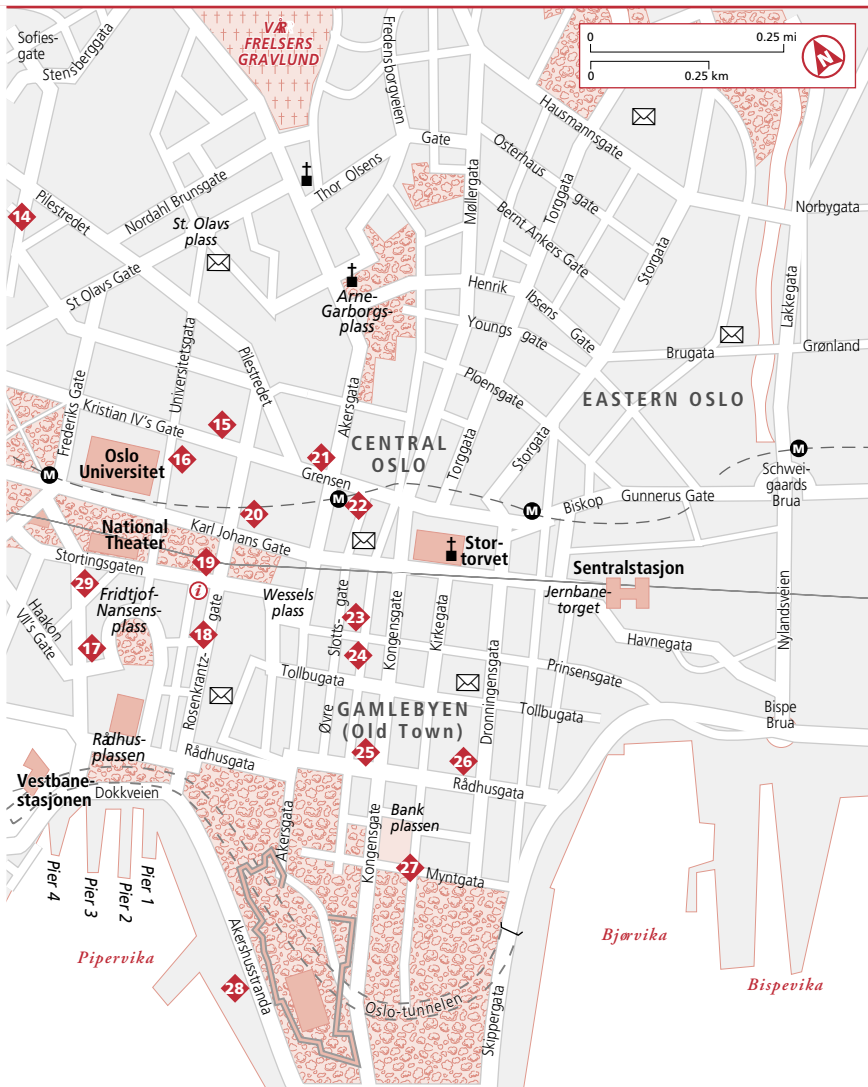 VÅR
FRELSERS
GRAVLUND
0
0.25 mi
0
0.25 km
N
Sofies-
gate
Stensberggata
Fredensborgveien
Hausmannsgate
Gate
Thor Olsens
Osterhaus
gate
Møllergata
Torggata
Bernt Ankers Gate
Norbygata
Pilestredet
14
Nordahl Brunsgate
St. Olavs
plass
St Olavs Gate
Storgata
Lakkegata
Arne-
Garborgs-
plass
Henrik
Ibsens
Gate
Youngs gate
Brugata
Grønland
Universitetsgata
Pilestredet
Akersgata
Ploensgate
EASTERN OSLO
Frederiks Gate
Kristian IV's Gate
15
CENTRAL
OSLO
Torggata
Storgata
Oslo
Universitet
16
21
Grensen
M
M
22
M
M
Schwei-
gaards
Brua
Biskop
Gunnerus Gate
20
National
Theater
Karl Johans Gate
Stor-
torvet
19
Stortingsgaten
Sentralstasjon
29
i
Fridtjof-
Nansens-
plass
Wessels
plass
Jernbane-
torget
Nylandsveien
Haakon
VII's Gate
17
18
Rosenkrantz-
gate
Slotts-
gate
23
Kongensgate
Kirkegata
Havnegata
24
Prinsensgate
Tollbugata
Øvre
Dronningensgata
Tollbugata
GAMLEBYEN
(Old Town)
Bispe
Brua
Rådhus-
plassen
Rådhusgata
25
26
Rådhusgata
Vestbane-
stasjonen
Dokkveien
Akersgata
Kongensgate
Bank
plassen
Pier 4
Pier 3
Pier 2
Pier 1
27
Myntgata
Pipervika
Bjørvika
Bispevika
28
Akershusstranda
Oslo-tunnelen
Skippergata